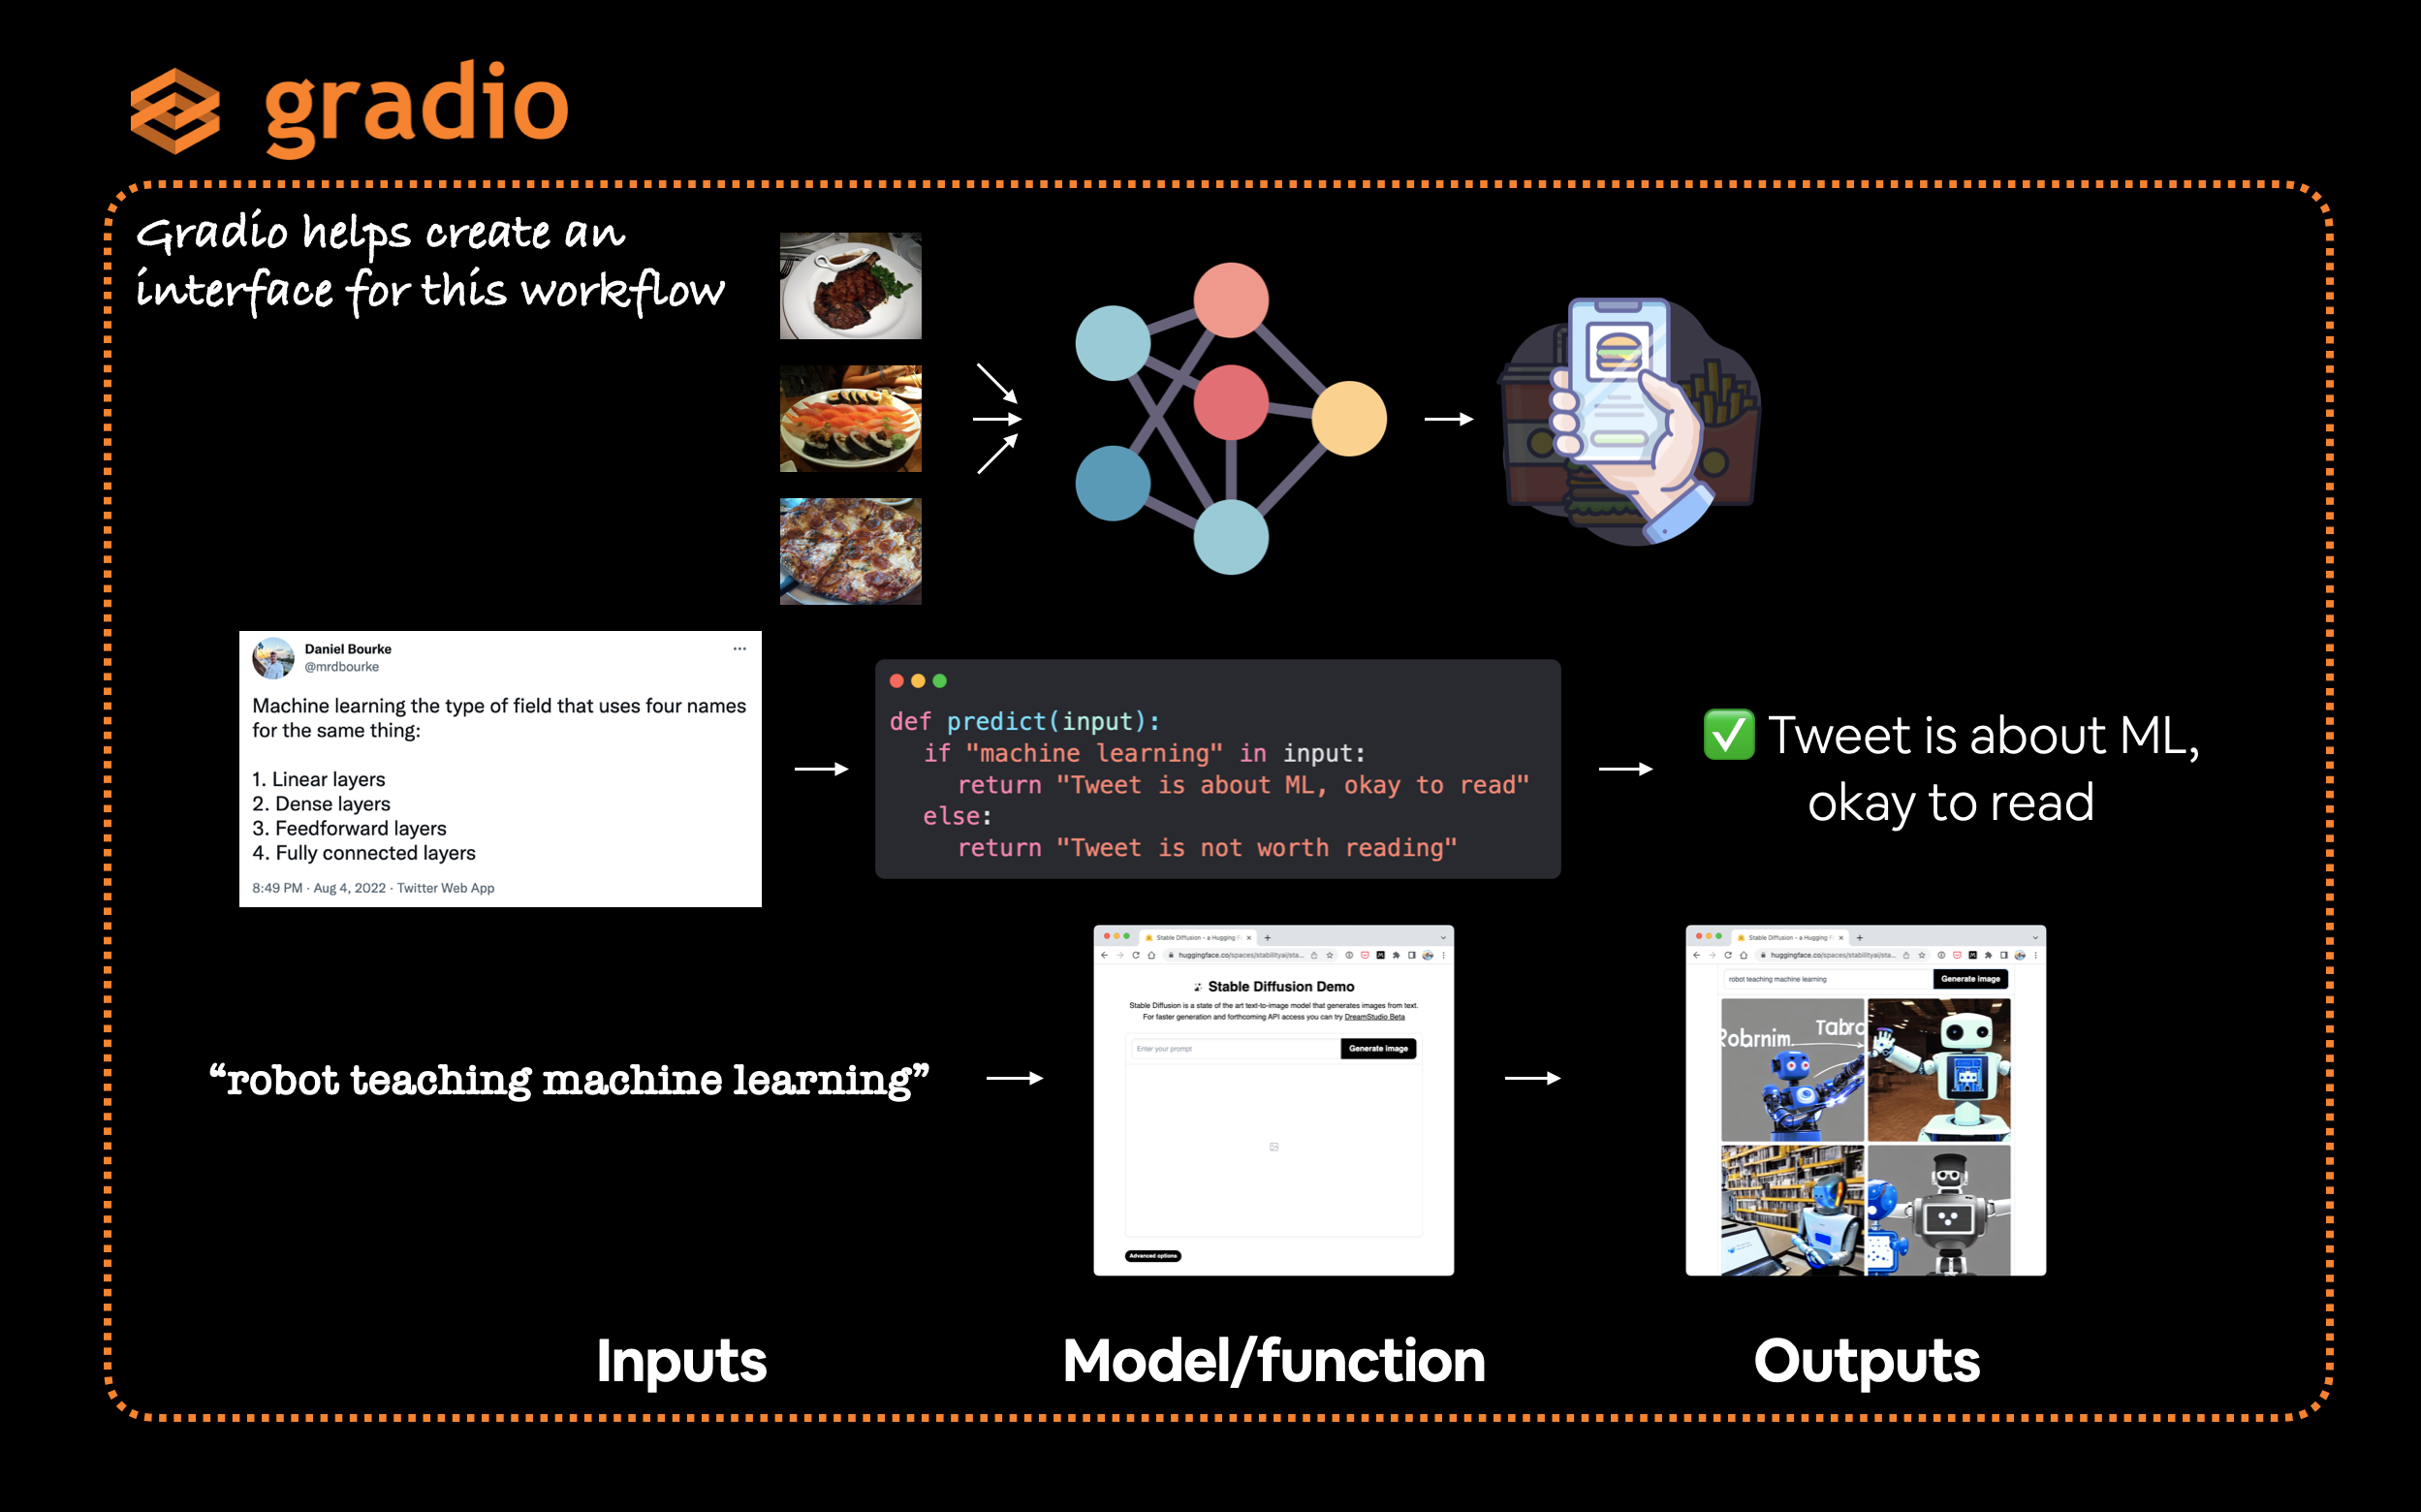 gradio
Gradio helps create an
interface for this workflow
Daniel Bourke
@mrdbourke
Machine learning the type of field that uses four names
for the same thing:
1. Linear layers
2. Dense layers
3. Feedforward layers
4. Fully connected layers
8:49 PM · Aug 4, 2022 · Twitter Web App
def predict(input):
if "machine learning" in input:
return "Tweet is about ML, okay to read"
else:
return "Tweet is not worth reading"
✅ Tweet is about ML,
okay to read
“robot teaching machine learning”
Stable Diffusion - a Hugging F
huggingface.co/spaces/stabilityai/sta...
Stable Diffusion Demo
Stable Diffusion is a state of the art text-to-image model that generates images from text.
For faster generation and forthcoming API access you can try DreamStudio Beta
Enter your prompt
Generate image
Advanced options
Stable Diffusion - a Hugging F
huggingface.co/spaces/stabilityai/sta...
robot teaching machine learning
Generate image
Robrnim
Tabrc
Inputs
Model/function
Outputs